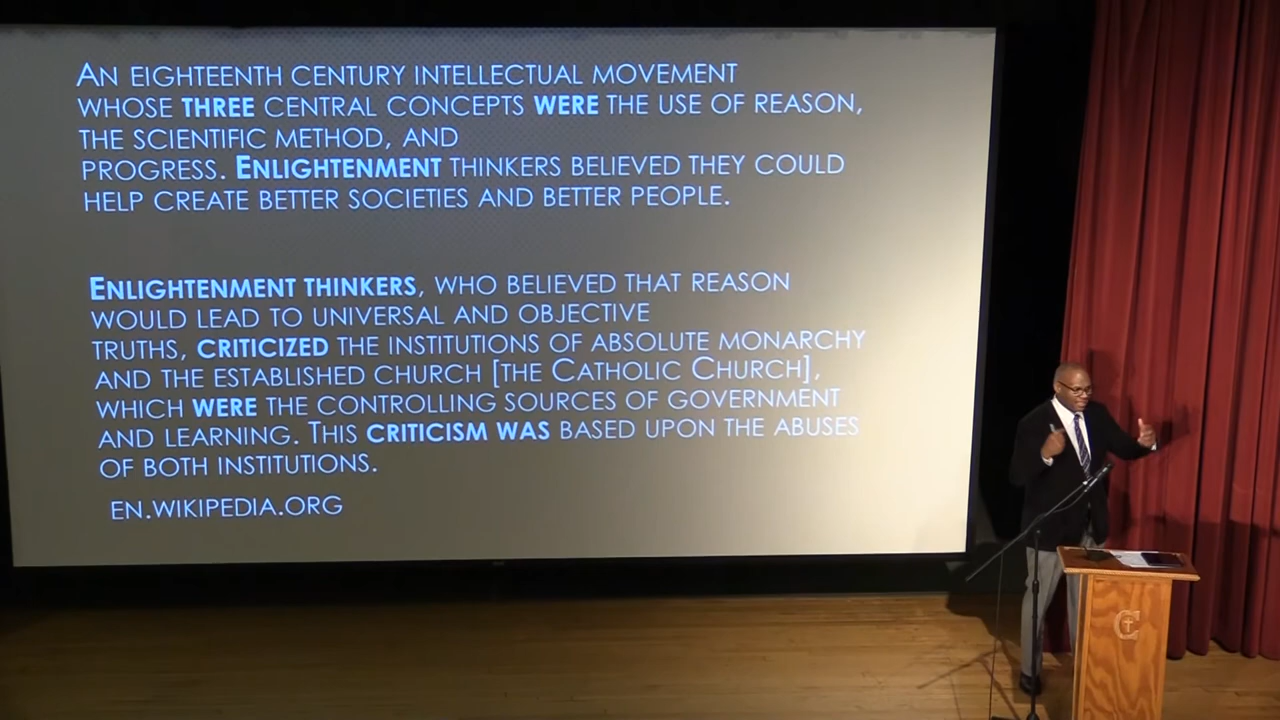 AN EIGHTEENTH CENTURY INTELLECTUAL MOVEMENT
WHOSE THREE CENTRAL CONCEPTS WERE THE USE OF REASON,
THE SCIENTIFIC METHOD, AND
PROGRESS. ENLIGHTENMENT THINKERS BELIEVED THEY COULD
HELP CREATE BETTER SOCIETIES AND BETTER PEOPLE.
ENLIGHTENMENT THINKERS, WHO BELIEVED THAT REASON
WOULD LEAD TO UNIVERSAL AND OBJECTIVE
TRUTHS, CRITICIZED THE INSTITUTIONS OF ABSOLUTE MONARCHY
AND THE ESTABLISHED CHURCH [THE CATHOLIC CHURCH],
WHICH WERE THE CONTROLLING SOURCES OF GOVERNMENT
AND LEARNING. THIS CRITICISM WAS BASED UPON THE ABUSES
OF BOTH INSTITUTIONS.
EN.WIKIPEDIA.ORG
C